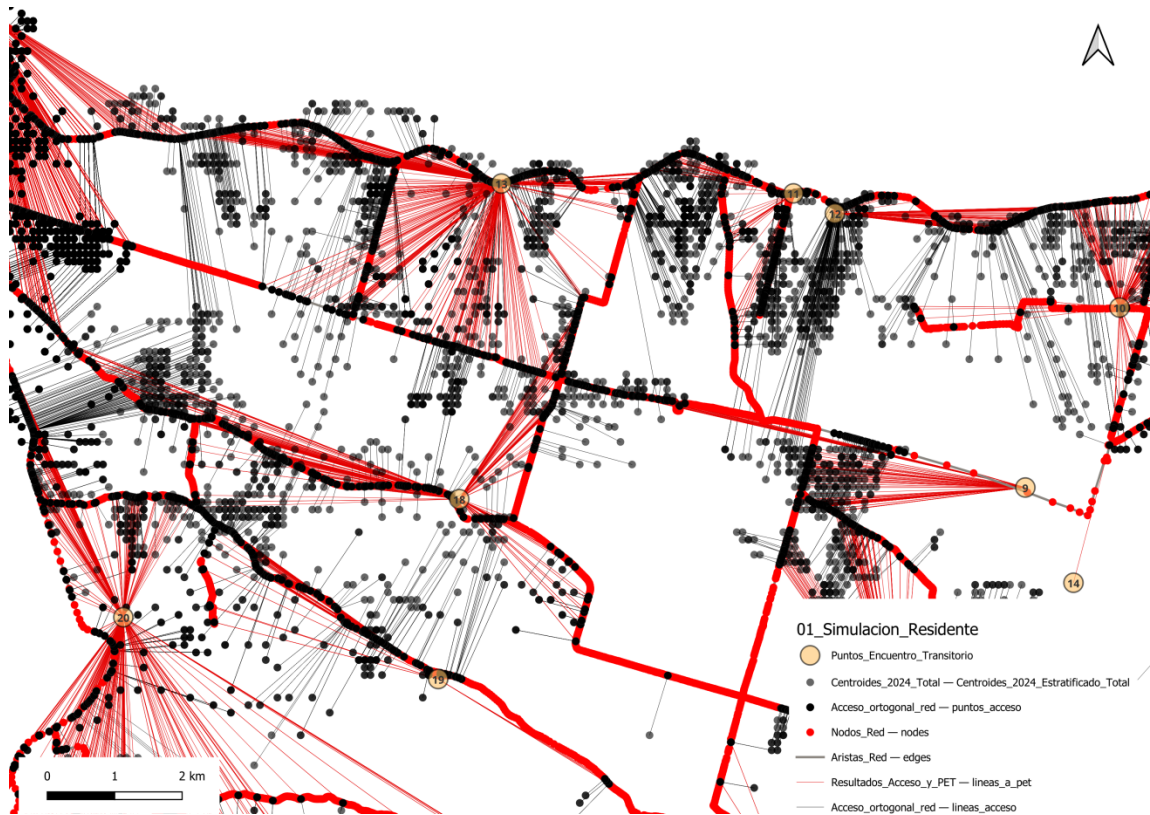 13
11
12
10
9
18
14
20
19
0 1 2 km
01_Simulacion_Residente
Puntos_Encuentro_Transitorio
Centroides_2024_Total — Centroides_2024_Estratificado_Total
Acceso_ortogonal_red — puntos_acceso
Nodos_Red — nodes
Aristas_Red — edges
Resultados_Acceso_y_PET — lineas_a_pet
Acceso_ortogonal_red — lineas_acceso